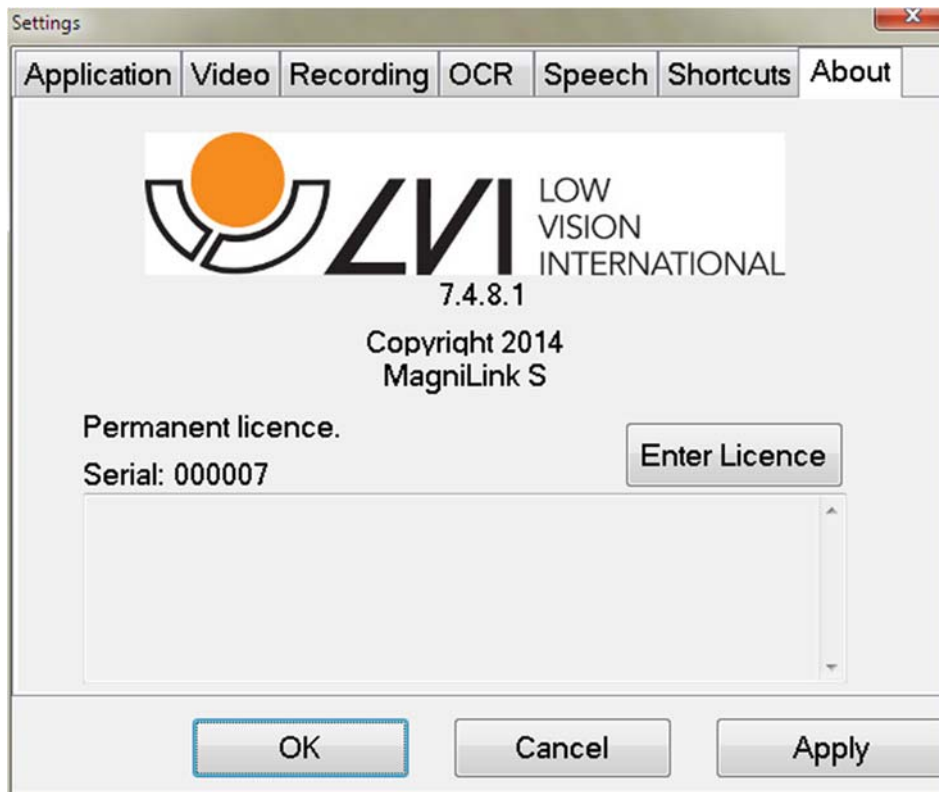 Settings
Application Video Recording OCR Speech Shortcuts About
LVI LOW
VISION
INTERNATIONAL
7.4.8.1
Copyright 2014
MagniLink S
Permanent licence.
Enter Licence
Serial: 000007
OK Cancel Apply